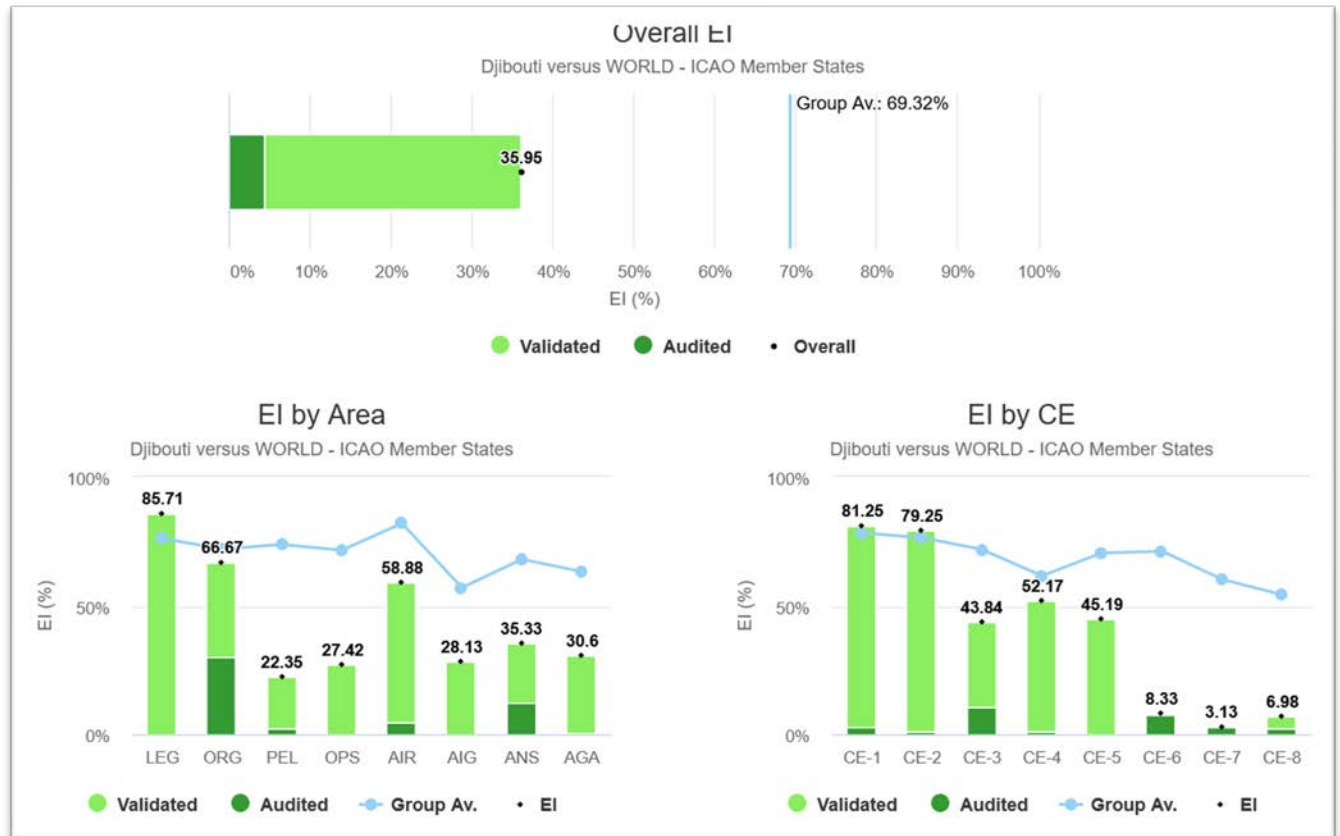 Overall EI
Djibouti versus WORLD - ICAO Member States
Group Av.: 69.32%
35.95
0% 10% 20% 30% 40% 50% 60% 70% 80% 90% 100%
EI (%)
Validated Audited Overall
EI by Area
Djibouti versus WORLD - ICAO Member States
100%
50%
0%
EI (%)
85.71 66.67 22.35 27.42 58.88 28.13 35.33 30.6
LEG ORG PEL OPS AIR AIG ANS AGA
Validated Audited Group Av. EI
EI by CE
Djibouti versus WORLD - ICAO Member States
100%
50%
0%
EI (%)
81.25 79.25 43.84 52.17 45.19 8.33 3.13 6.98
CE-1 CE-2 CE-3 CE-4 CE-5 CE-6 CE-7 CE-8
Validated Audited Group Av. EI